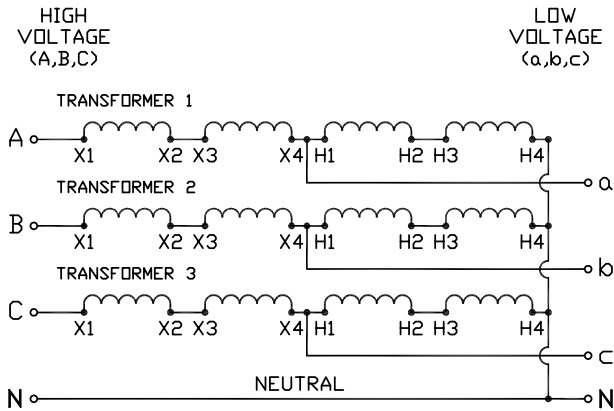 HIGH VOLTAGE (A,B,C)
LOW VOLTAGE (a,b,c)
TRANSFORMER 1
A
X1 X2 X3 X4 H1 H2 H3 H4
a
TRANSFORMER 2
B
X1 X2 X3 X4 H1 H2 H3 H4
b
TRANSFORMER 3
C
X1 X2 X3 X4 H1 H2 H3 H4
c
NEUTRAL
N N